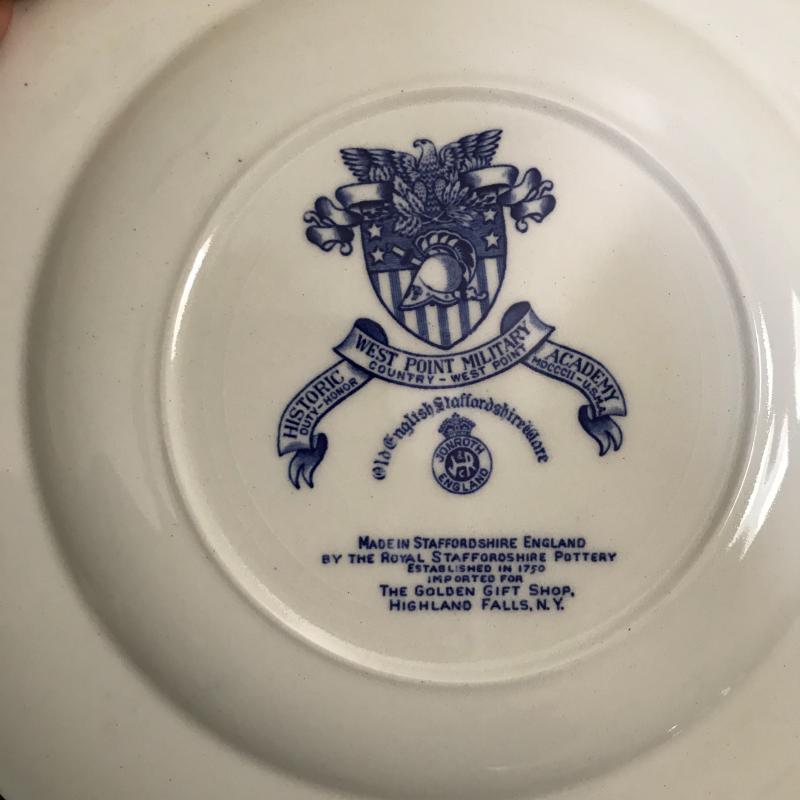 HISTORIC WEST POINT MILITARY ACADEMY
DUTY-HONOR COUNTRY-WEST POINT MDCCCII-U.S.M.
Old English Staffordshire Ware
JONROTH
ENGLAND
MADE IN STAFFORDSHIRE ENGLAND
BY THE ROYAL STAFFORDSHIRE POTTERY
ESTABLISHED IN 1750
IMPORTED FOR
THE GOLDEN GIFT SHOP,
HIGHLAND FALLS, N.Y.